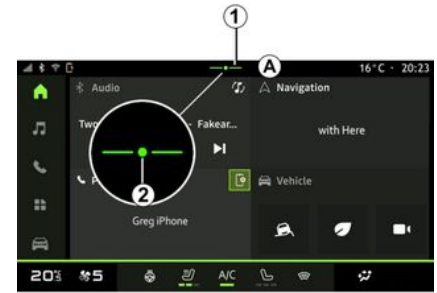 1
A
16°C · 20:23
Audio
Navigation
Two
- Fakear...
with Here
P
2
Vehicle
Greg iPhone
20
5
A/C